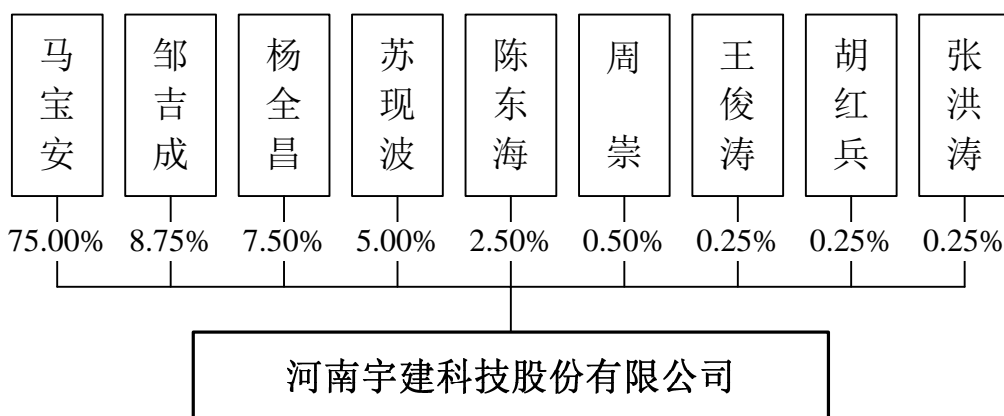 马宝安
邹吉成
杨全昌
苏现波
陈东海
周崇
王俊涛
胡红兵
张洪涛
75.00% 8.75% 7.50% 5.00% 2.50% 0.50% 0.25% 0.25% 0.25%
河南宇建科技股份有限公司